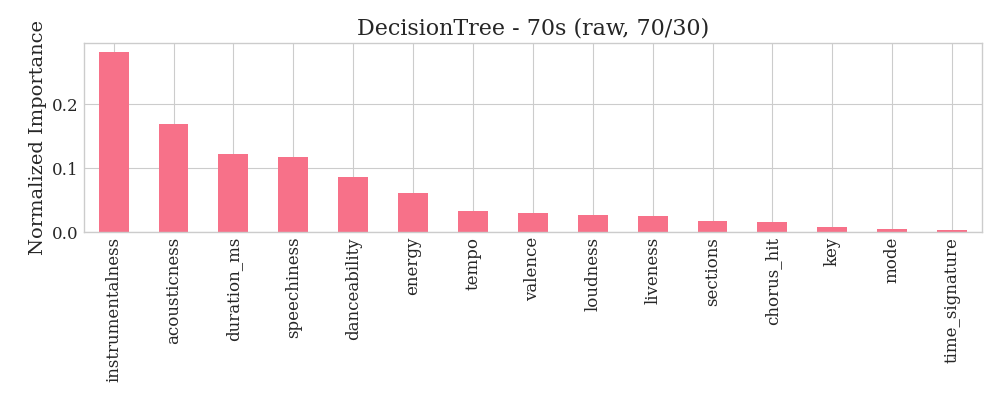 DecisionTree - 70s (raw, 70/30)
Normalized Importance
0.2
0.1
0.0
instrumentalness
acousticness
duration_ms
speechiness
danceability
energy
tempo
valence
loudness
liveness
sections
chorus_hit
key
mode
time_signature